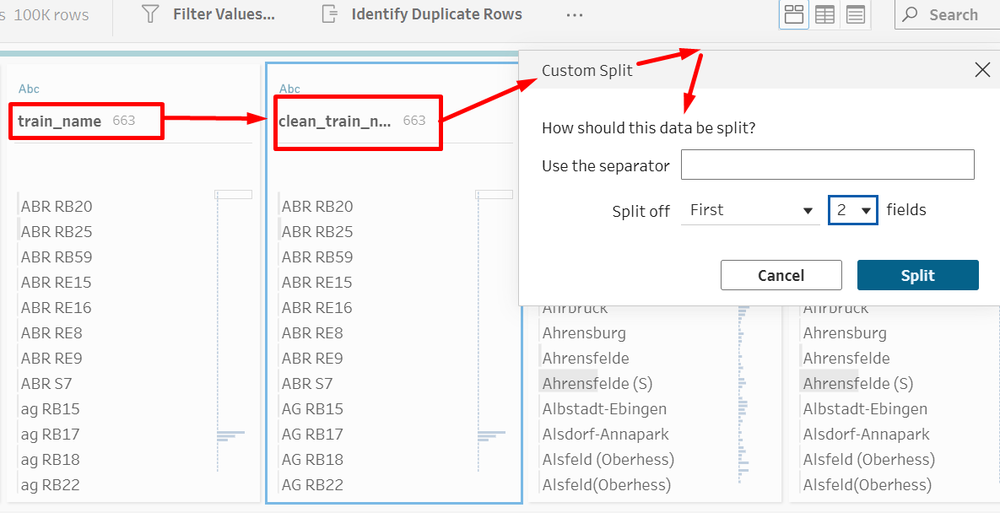 s 100K rows
Filter Values...
Identify Duplicate Rows
...
Search
Abc
train_name 663
ABR RB20
ABR RB25
ABR RB59
ABR RE15
ABR RE16
ABR RE8
ABR RE9
ABR S7
ag RB15
ag RB17
ag RB18
ag RB22
Abc
clean_train_n... 663
ABR RB20
ABR RB25
ABR RB59
ABR RE15
ABR RE16
ABR RE8
ABR RE9
ABR S7
AG RB15
AG RB17
AG RB18
AG RB22
Custom Split
How should this data be split?
Use the separator
Split off First 2 fields
Cancel Split
Ahrbrück
Ahrensburg
Ahrensfelde
Ahrensfelde (S)
Albstadt-Ebingen
Alsdorf-Annapark
Alsfeld (Oberhess)
Alsfeld(Oberhess)
Ahrbrück
Ahrensburg
Ahrensfelde
Ahrensfelde (S)
Albstadt-Ebingen
Alsdorf-Annapark
Alsfeld (Oberhess)
Alsfeld(Oberhess)